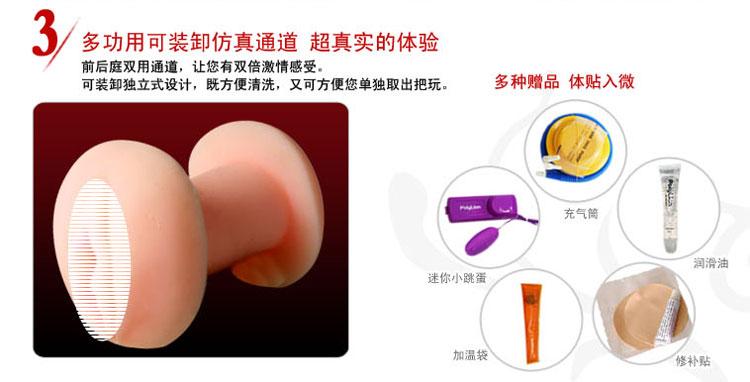 3
多功用可装卸仿真通道 超真实的体验
前后庭双用通道，让您有双倍激情感受。
可装卸独立式设计，既方便清洗，又可方便您单独取出把玩。
多种赠品 体贴入微
充气筒
PolyLion
迷你小跳蛋
润滑油
加温袋
修补贴